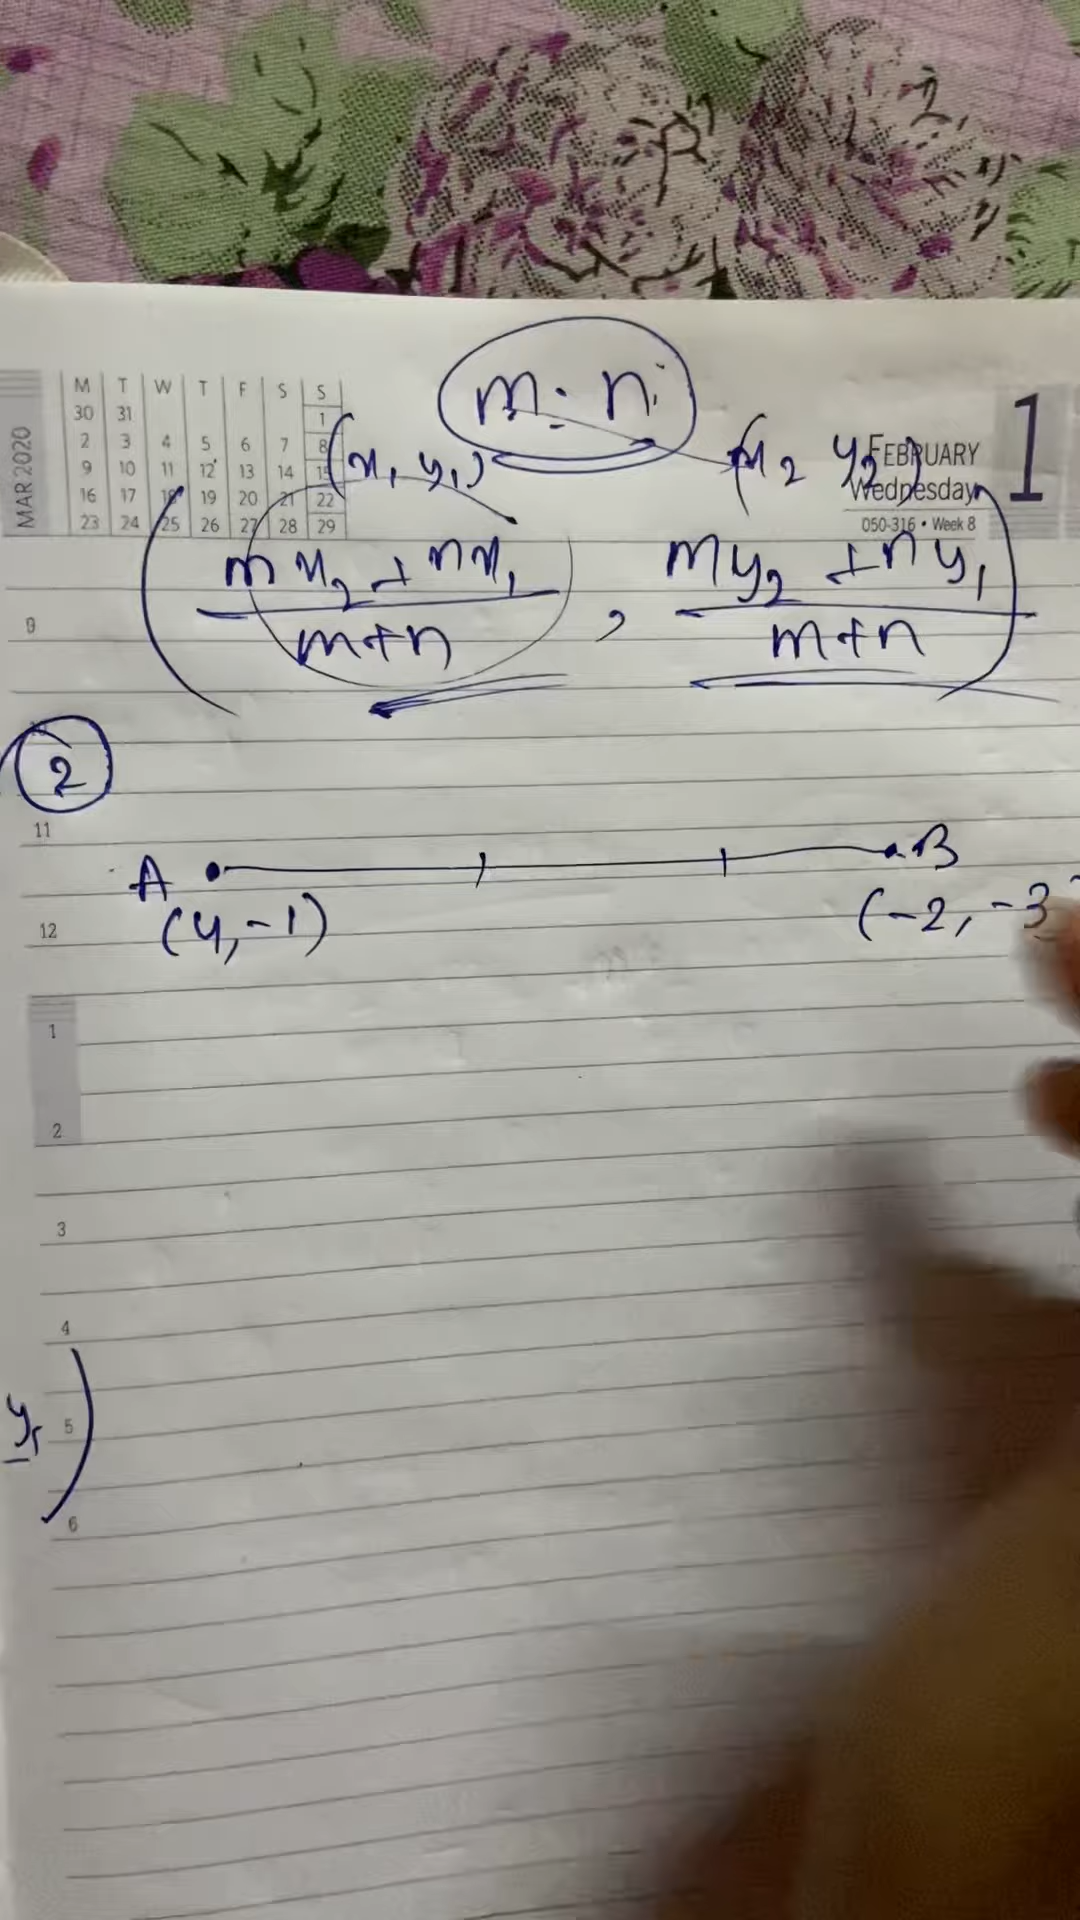 m : n
(x₁ y₁) (x₂ y₂)
MAR 2020
M T W T F S S
30 31 1
2 3 4 5 6 7 8
9 10 11 12 13 14 15
16 17 18 19 20 21 22
23 24 25 26 27 28 29
FEBRUARY
Wednesday
1
050-316 • Week 8
( mx₂ + nx₁ / m+n , my₂ + ny₁ / m+n )
9
2
11
A B
(4, -1) (-2, -3
12
1
2
3
4
y₁ )
5
6